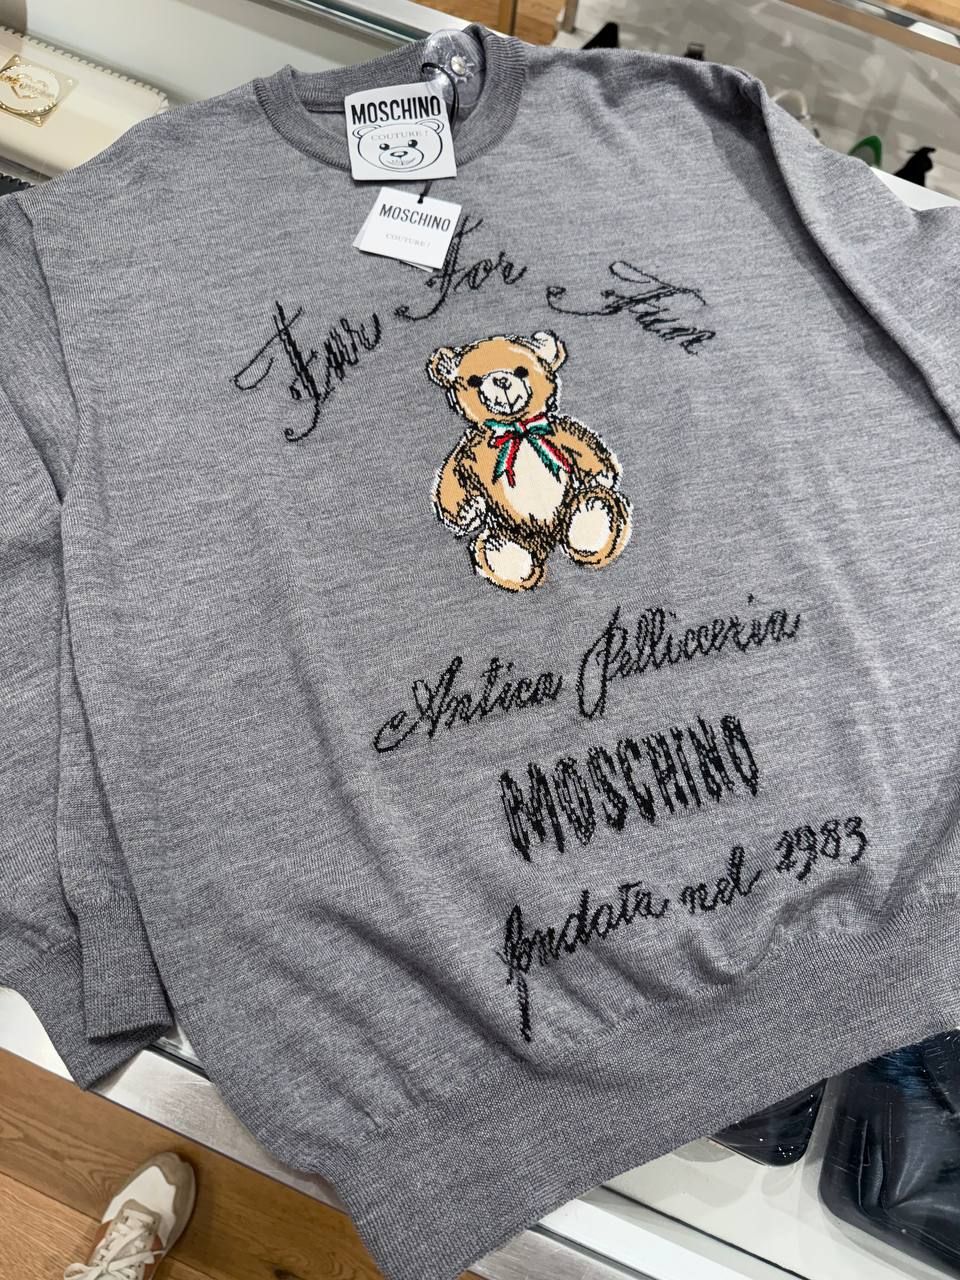 MOSCHINO
COUTURE!
MOSCHINO
COUTURE!
Fur For Fun
Antica Pellicceria
MOSCHINO
fondata nel 1983